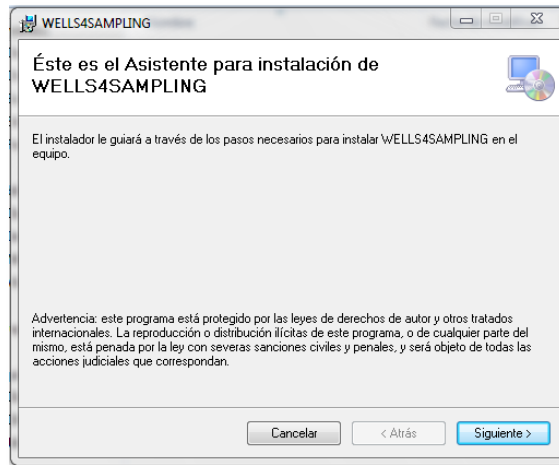 WELLS4SAMPLING
Éste es el Asistente para instalación de
WELLS4SAMPLING
El instalador le guiará a través de los pasos necesarios para instalar WELLS4SAMPLING en el
equipo.
Advertencia: este programa está protegido por las leyes de derechos de autor y otros tratados
internacionales. La reproducción o distribución ilícitas de este programa, o de cualquier parte del
mismo, está penada por la ley con severas sanciones civiles y penales, y será objeto de todas las
acciones judiciales que correspondan.
Cancelar < Atrás Siguiente >